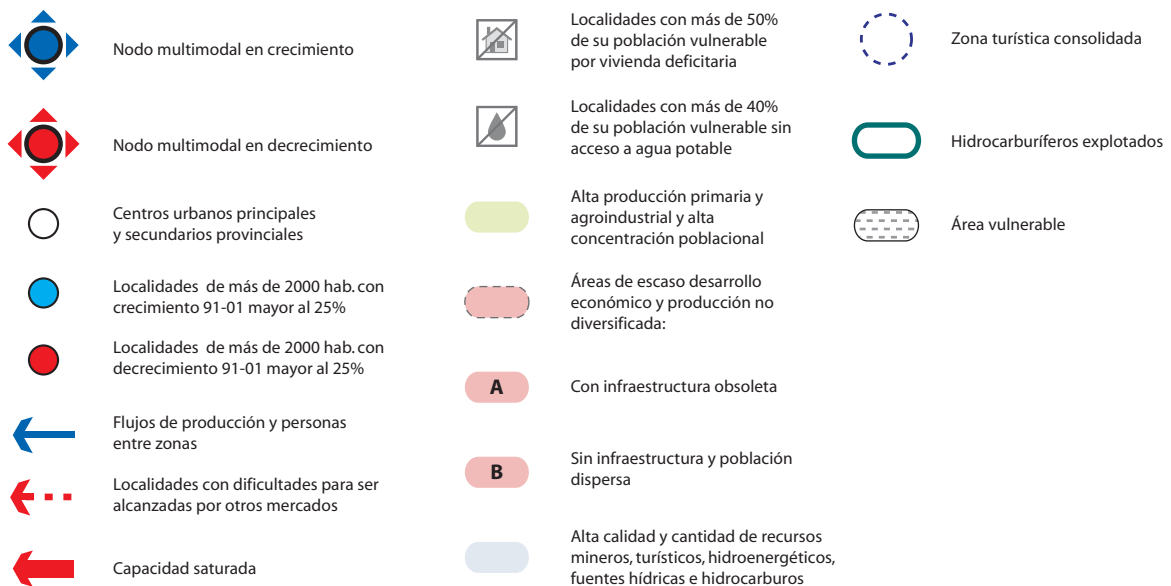 Nodo multimodal en crecimiento
Nodo multimodal en decrecimiento
Centros urbanos principales
y secundarios provinciales
Localidades de más de 2000 hab. con
crecimiento 91-01 mayor al 25%
Localidades de más de 2000 hab. con
decrecimiento 91-01 mayor al 25%
Flujos de producción y personas
entre zonas
Localidades con dificultades para ser
alcanzadas por otros mercados
Capacidad saturada
Localidades con más de 50%
de su población vulnerable
por vivienda deficitaria
Localidades con más de 40%
de su población vulnerable sin
acceso a agua potable
Alta producción primaria y
agroindustrial y alta
concentración poblacional
Áreas de escaso desarrollo
económico y producción no
diversificada:
A
Con infraestructura obsoleta
B
Sin infraestructura y población
dispersa
Alta calidad y cantidad de recursos
mineros, turísticos, hidroenergéticos,
fuentes hídricas e hidrocarburos
Zona turística consolidada
Hidrocarburíferos explotados
Área vulnerable